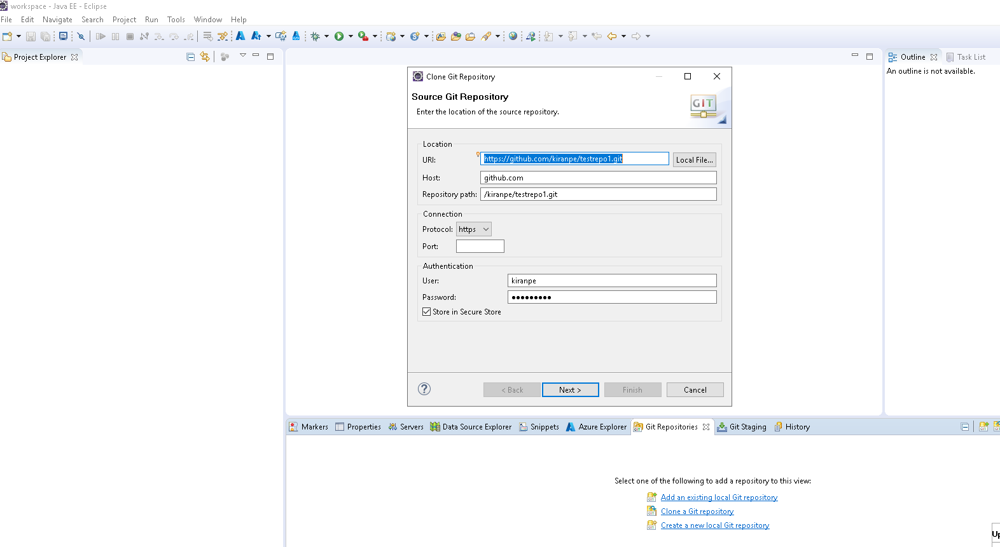 workspace - Java EE - Eclipse
File Edit Navigate Search Project Run Tools Window Help
Project Explorer
Outline Task List
An outline is not available.
Clone Git Repository
Source Git Repository
Enter the location of the source repository.
GIT
Location
URI: https://github.com/kiranpe/testrepo1.git Local File...
Host: github.com
Repository path: /kiranpe/testrepo1.git
Connection
Protocol: https
Port:
Authentication
User: kiranpe
Password: ●●●●●●●●●
Store in Secure Store
< Back Next > Finish Cancel
Markers Properties Servers Data Source Explorer Snippets Azure Explorer Git Repositories Git Staging History
Select one of the following to add a repository to this view:
Add an existing local Git repository
Clone a Git repository
Create a new local Git repository